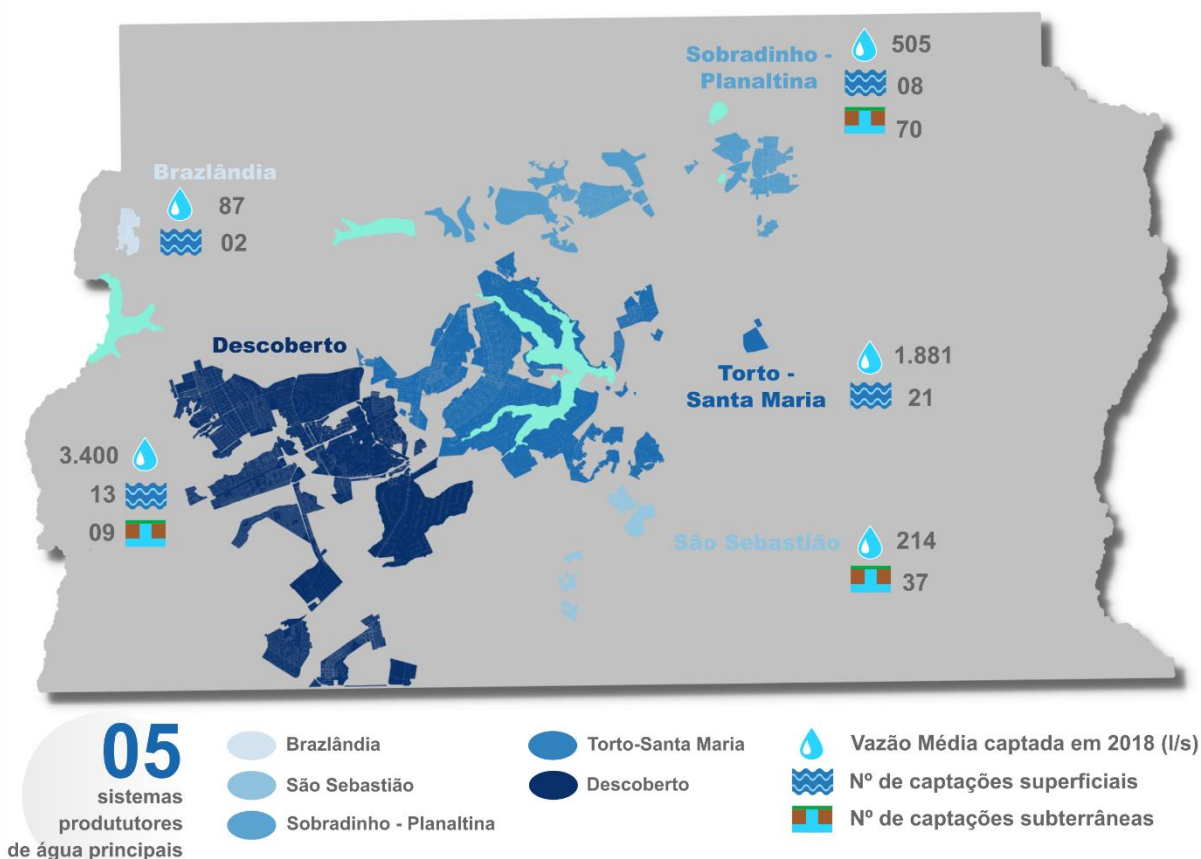 Sobradinho -
Planaltina
505
08
70
Brazlândia
87
02
Descoberto
3.400
13
09
Torto -
Santa Maria
1.881
21
São Sebastião
214
37
05
sistemas
prodututores
de água principais
Brazlândia
São Sebastião
Sobradinho - Planaltina
Torto-Santa Maria
Descoberto
Vazão Média captada em 2018 (l/s)
Nº de captações superficiais
Nº de captações subterrâneas